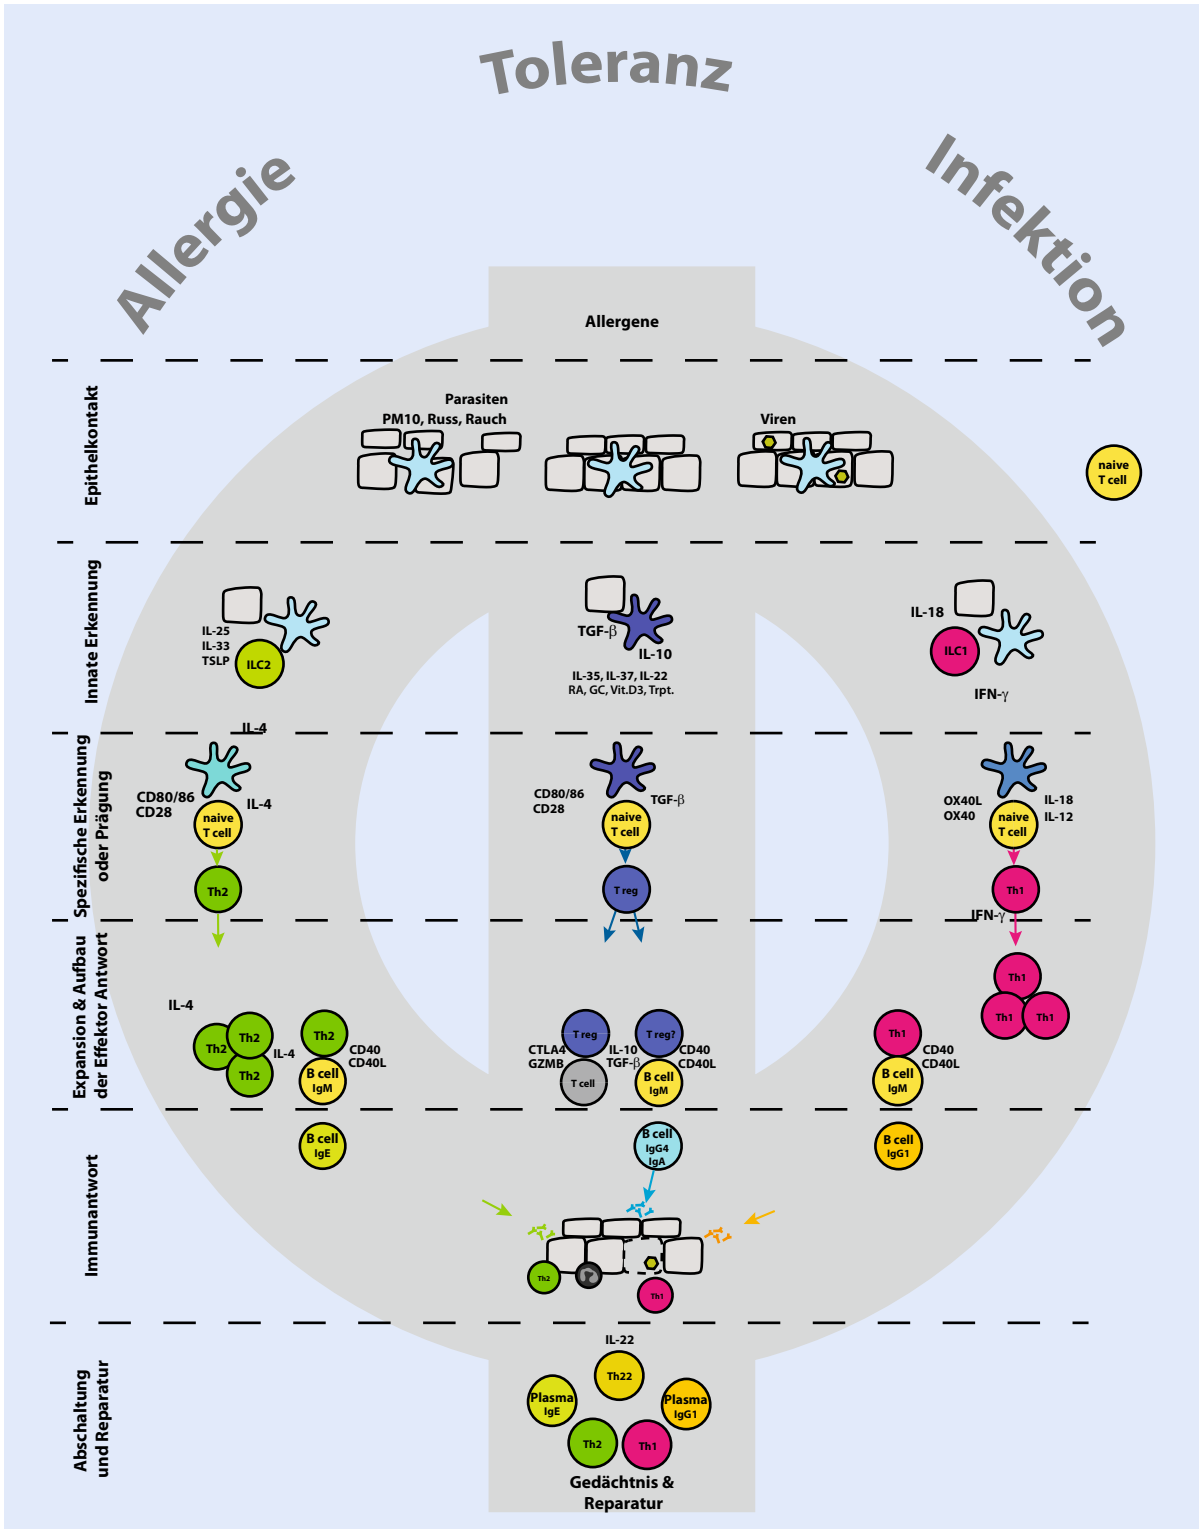 Toleranz
Allergie
Infektion
Allergene
Epithelkontakt
Parasiten
PM10, Russ, Rauch
Viren
naive
T cell
Innate Erkennung
IL-25
IL-33
TSLP
ILC2
IL-4
TGF-β
IL-10
IL-35, IL-37, IL-22
RA, GC, Vit.D3, Trpt.
IL-18
ILC1
IFN-γ
Spezifische Erkennung
oder Prägung
CD80/86
CD28
IL-4
naive
T cell
Th2
CD80/86
CD28
TGF-β
naive
T cell
T reg
OX40L
OX40
IL-18
IL-12
naive
T cell
Th1
IFN-γ
Expansion & Aufbau
der Effektor Antwort
IL-4
Th2
Th2
Th2
IL-4
Th2
CD40
CD40L
B cell
IgM
T reg
CTLA4
GZMB
T cell
IL-10
TGF-β
T reg?
CD40
CD40L
B cell
IgM
Th1
CD40
CD40L
B cell
IgM
Th1
Th1
Th1
Immunantwort
B cell
IgE
B cell
IgG4
IgA
B cell
IgG1
Th2
Th1
Abschaltung
und Reparatur
IL-22
Th22
Plasma
IgE
Plasma
IgG1
Th2
Th1
Gedächtnis &
Reparatur